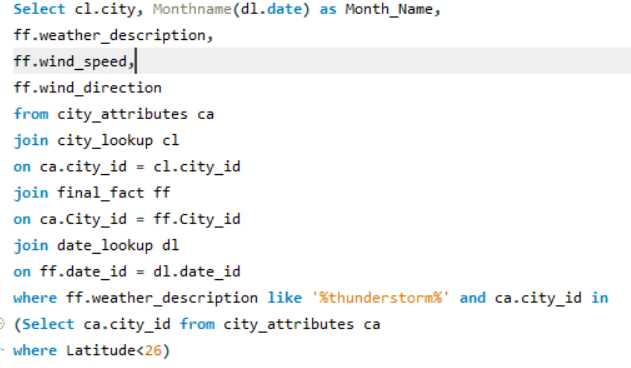 Select cl.city, Monthname(dl.date) as Month_Name,
ff.weather_description,
ff.wind_speed,
ff.wind_direction
from city_attributes ca
join city_lookup cl
on ca.city_id = cl.city_id
join final_fact ff
on ca.City_id = ff.City_id
join date_lookup dl
on ff.date_id = dl.date_id
where ff.weather_description like '%thunderstorm%' and ca.city_id in
(Select ca.city_id from city_attributes ca
where Latitude<26)